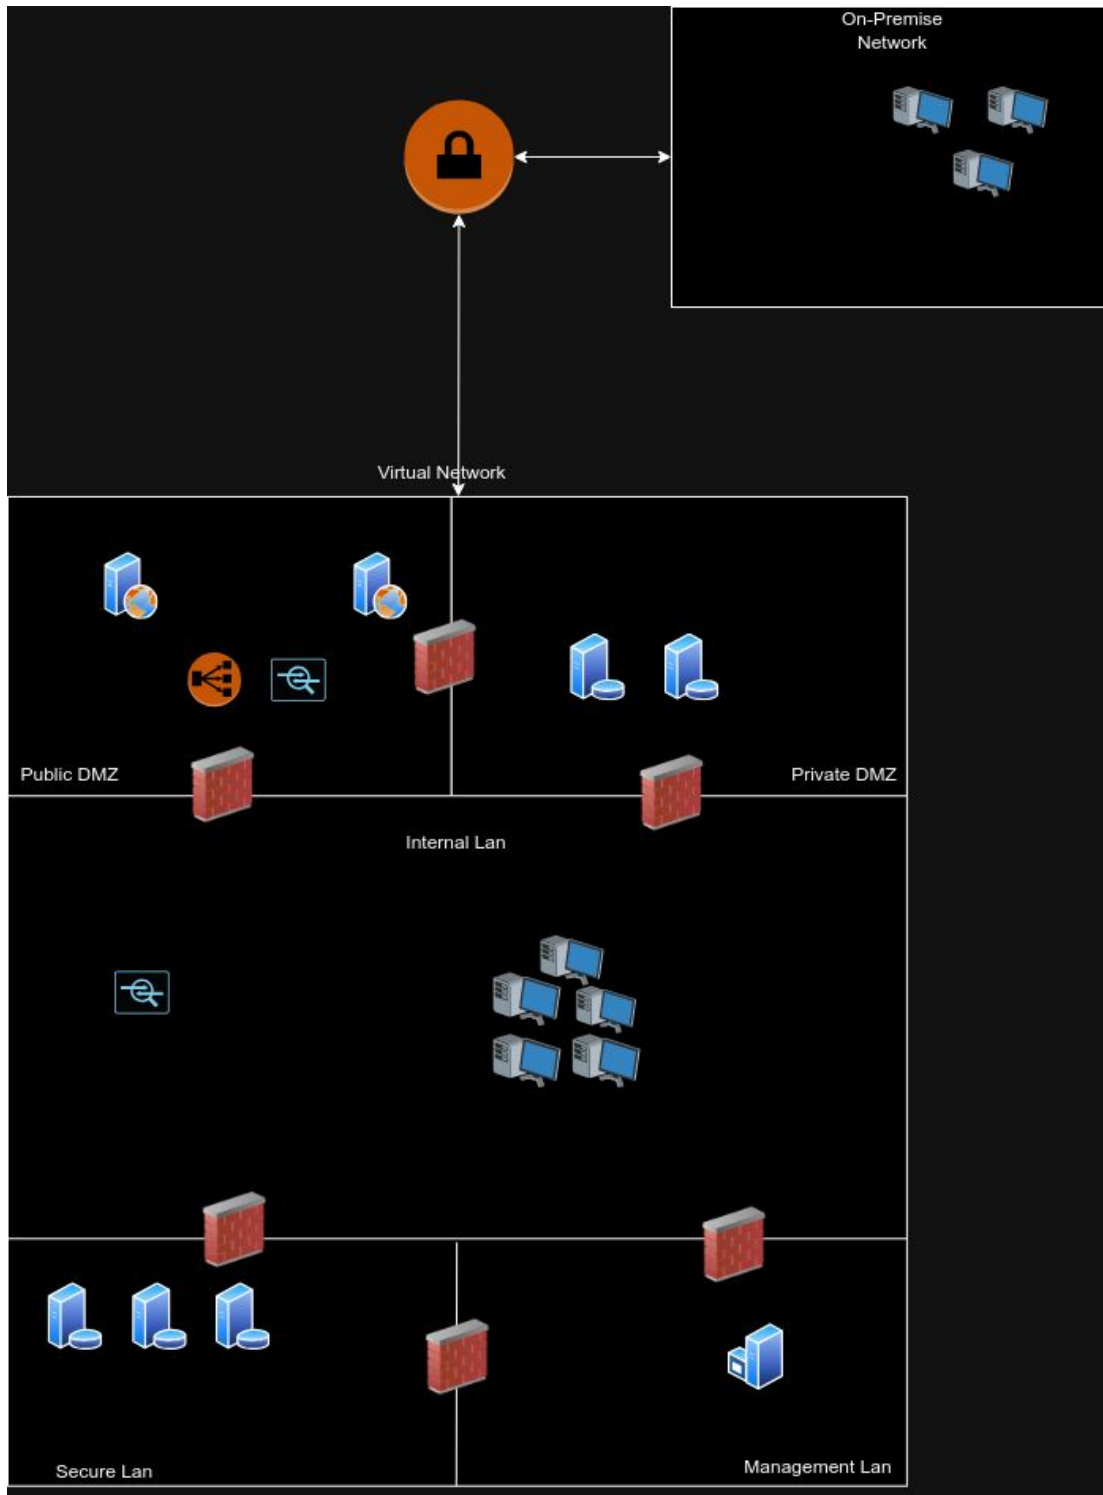 On-Premise
Network
Virtual Network
Public DMZ
Private DMZ
Internal Lan
Secure Lan
Management Lan